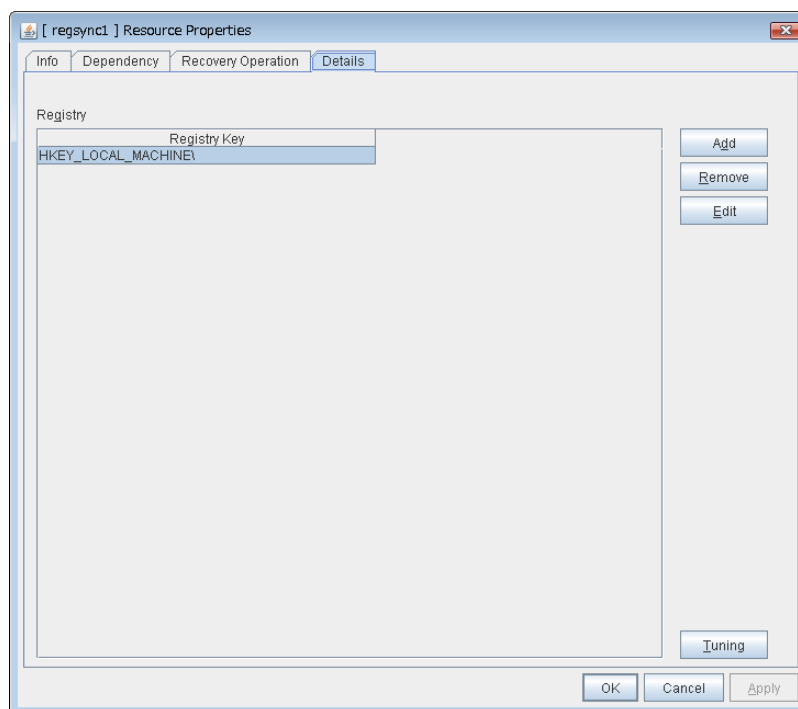 [ regsync1 ] Resource Properties
Info Dependency Recovery Operation Details
Registry
Registry Key
HKEY_LOCAL_MACHINE\
Add
Remove
Edit
Tuning
OK Cancel Apply